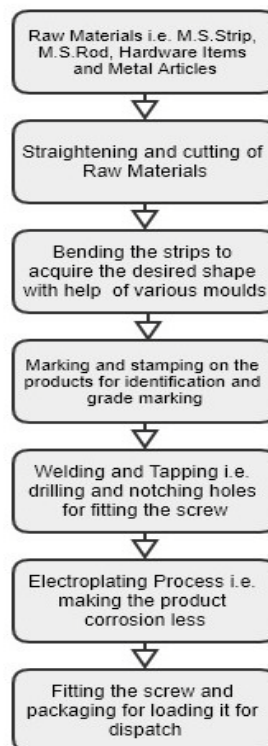 Raw Materials i.e. M.S.Strip,
M.S.Rod, Hardware Items
and Metal Articles
Straightening and cutting of
Raw Materials
Bending the strips to
acquire the desired shape
with help of various moulds
Marking and stamping on the
products for identification and
grade marking
Welding and Tapping i.e.
drilling and notching holes
for fitting the screw
Electroplating Process i.e.
making the product
corrosion less
Fitting the screw and
packaging for loading it for
dispatch